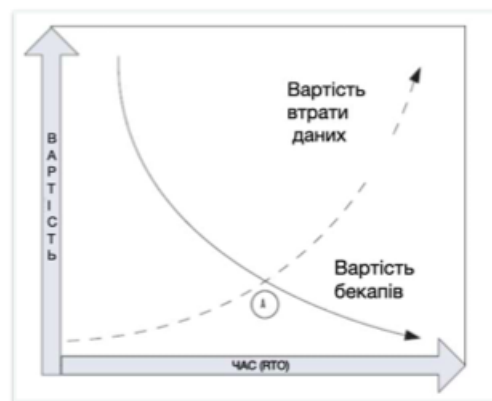 ВАРТІСТЬ
Вартість
втрати
даних
Вартість
бекапів
А
ЧАС (RTO)